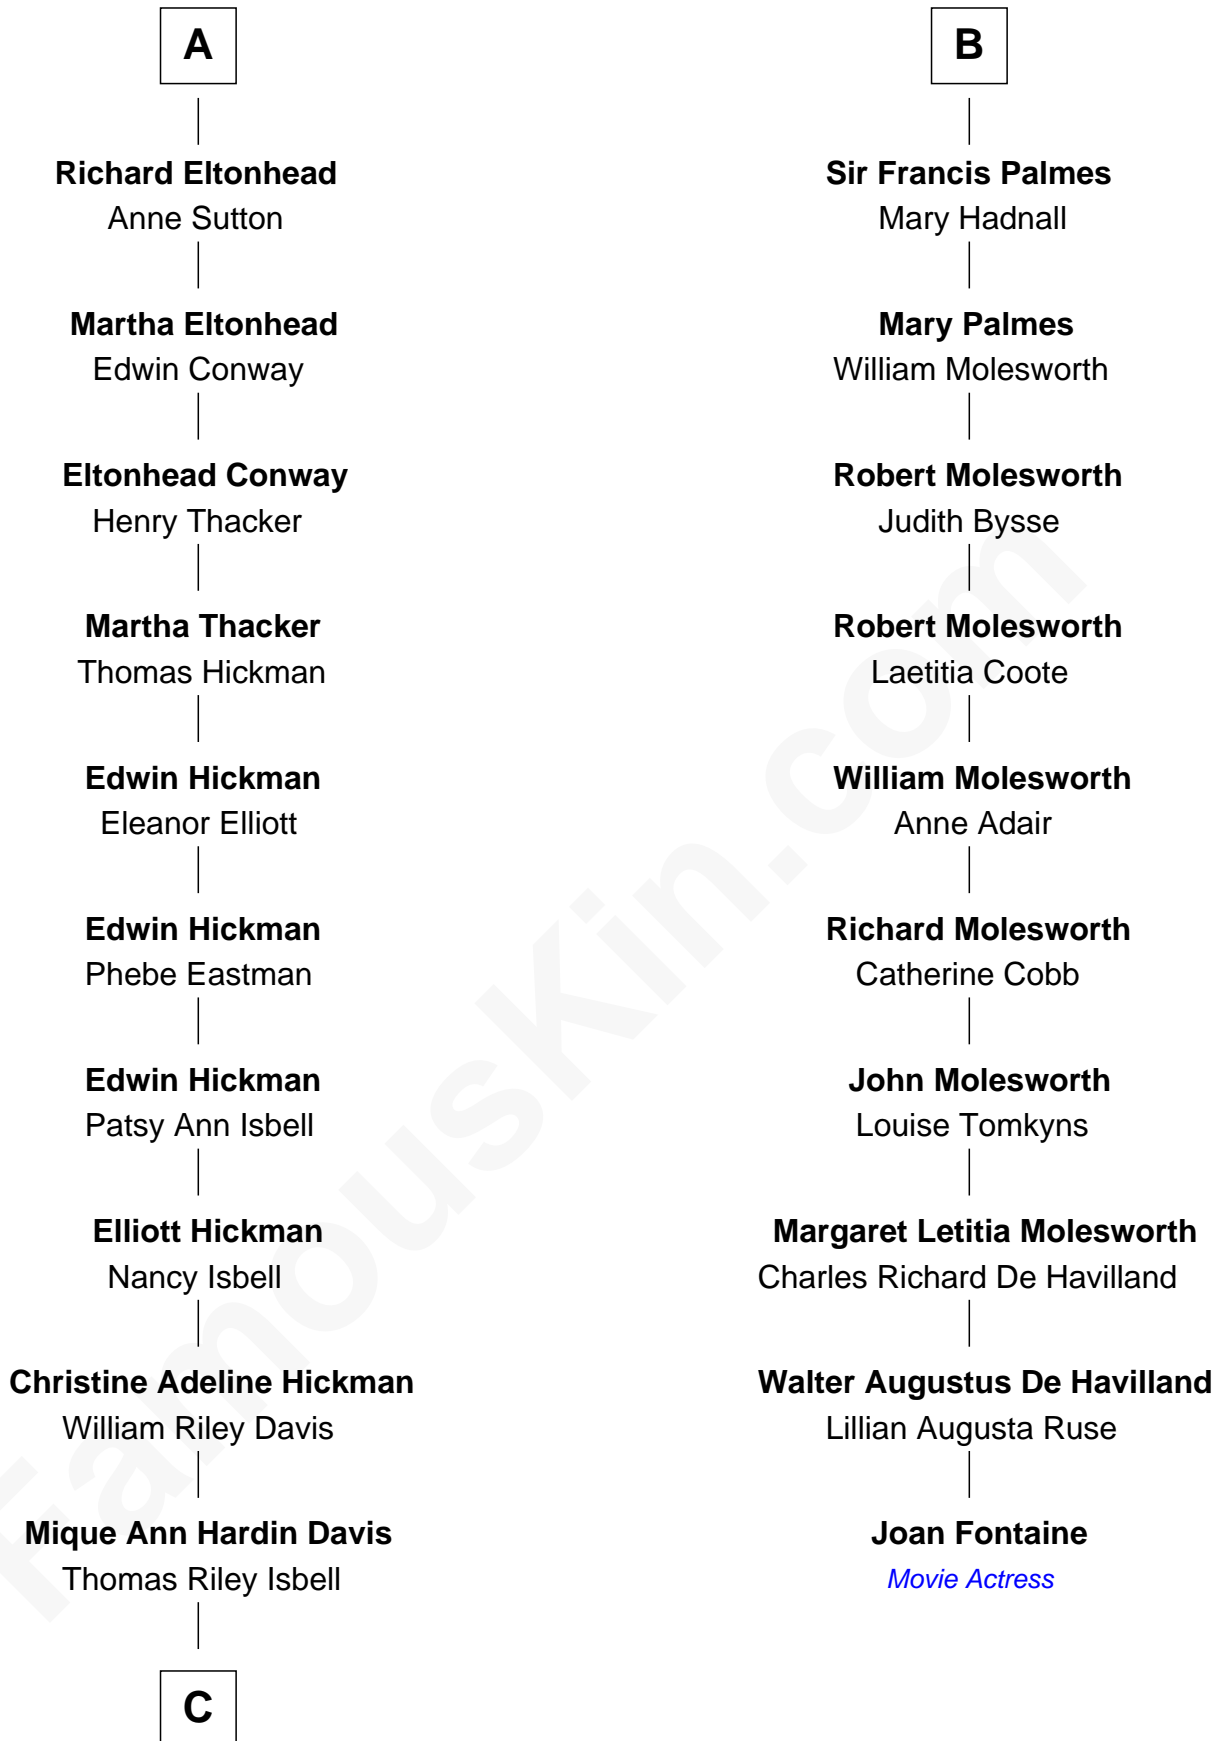 A
Richard Eltonhead
Anne Sutton
Martha Eltonhead
Edwin Conway
Eltonhead Conway
Henry Thacker
Martha Thacker
Thomas Hickman
Edwin Hickman
Eleanor Elliott
Edwin Hickman
Phebe Eastman
Edwin Hickman
Patsy Ann Isbell
Elliott Hickman
Nancy Isbell
Christine Adeline Hickman
William Riley Davis
Mique Ann Hardin Davis
Thomas Riley Isbell
C
B
Sir Francis Palmes
Mary Hadnall
Mary Palmes
William Molesworth
Robert Molesworth
Judith Bysse
Robert Molesworth
Laetitia Coote
William Molesworth
Anne Adair
Richard Molesworth
Catherine Cobb
John Molesworth
Louise Tomkyns
Margaret Letitia Molesworth
Charles Richard De Havilland
Walter Augustus De Havilland
Lillian Augusta Ruse
Joan Fontaine
Movie Actress
FamousKin.com